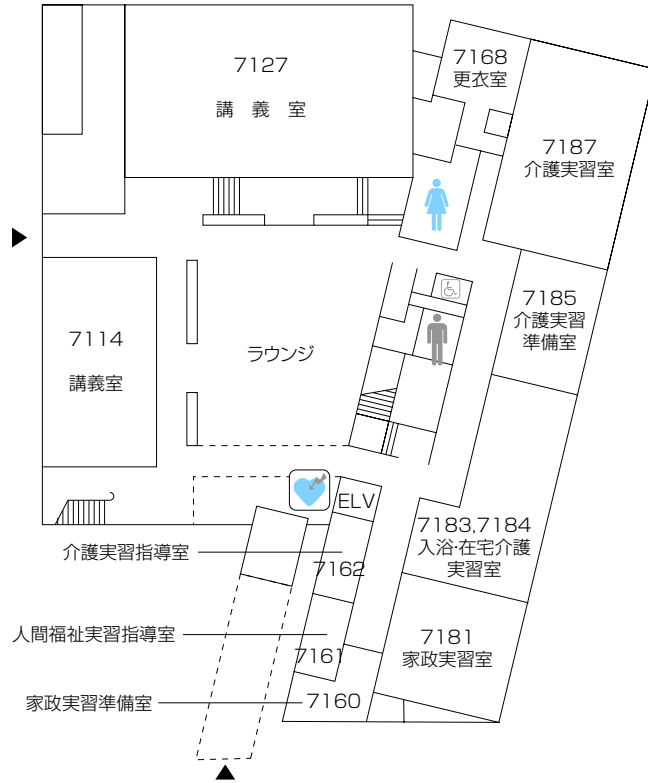 7127
講 義 室
7168
更衣室
7187
介護実習室
7185
介護実習
準備室
7114
講義室
ラウンジ
ELV
7183,7184
入浴·在宅介護
実習室
介護実習指導室
7162
人間福祉実習指導室
7161
7181
家政実習室
家政実習準備室
7160